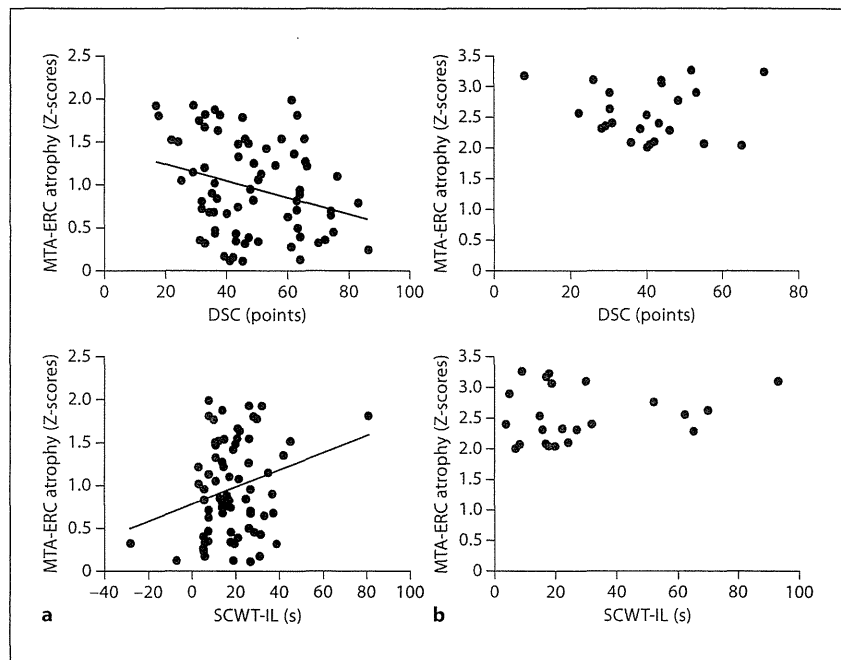 2.5
2.0
1.5
1.0
0.5
0
MTA-ERC atrophy (Z-scores)
0 20 40 60 80 100
DSC (points)
3.5
3.0
2.5
2.0
1.5
1.0
0.5
0
MTA-ERC atrophy (Z-scores)
0 20 40 60 80
DSC (points)
2.5
2.0
1.5
1.0
0.5
0
MTA-ERC atrophy (Z-scores)
−40 −20 0 20 40 60 80 100
a SCWT-IL (s)
3.5
3.0
2.5
2.0
1.5
1.0
0.5
0
MTA-ERC atrophy (Z-scores)
0 20 40 60 80 100
b SCWT-IL (s)